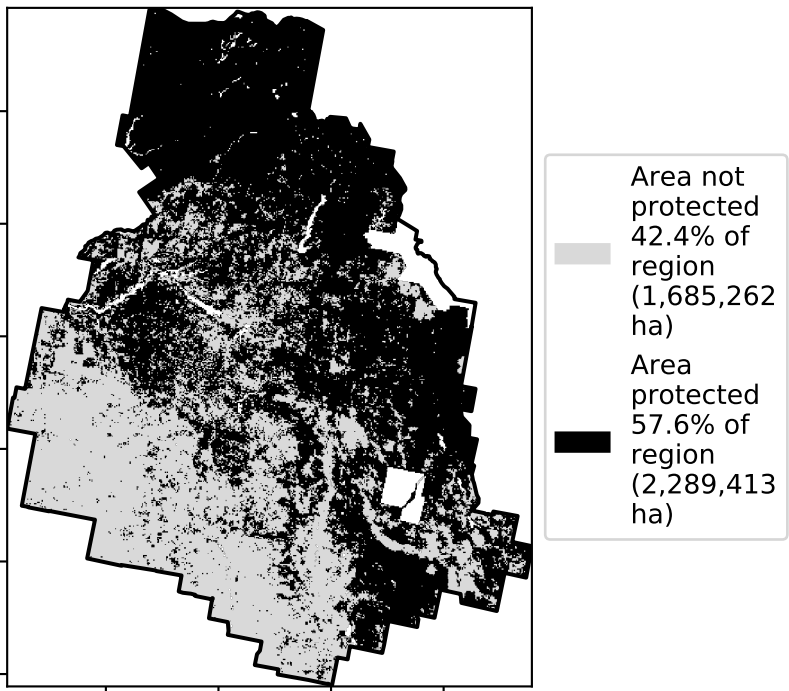 Area not
protected
42.4% of
region
(1,685,262
ha)
Area
protected
57.6% of
region
(2,289,413
ha)